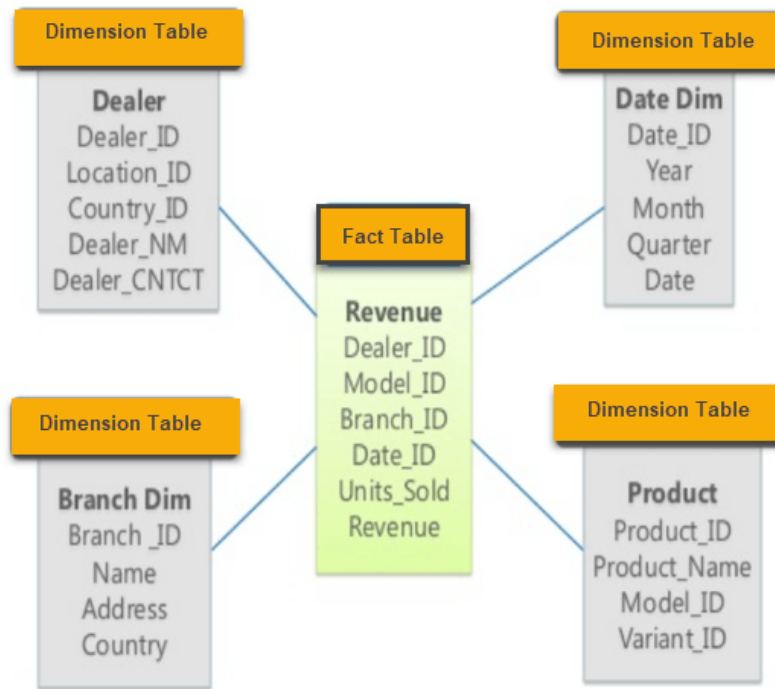 Dimension Table
Dealer
Dealer_ID
Location_ID
Country_ID
Dealer_NM
Dealer_CNTCT
Dimension Table
Date Dim
Date_ID
Year
Month
Quarter
Date
Fact Table
Revenue
Dealer_ID
Model_ID
Branch_ID
Date_ID
Units_Sold
Revenue
Dimension Table
Branch Dim
Branch _ID
Name
Address
Country
Dimension Table
Product
Product_ID
Product_Name
Model_ID
Variant_ID